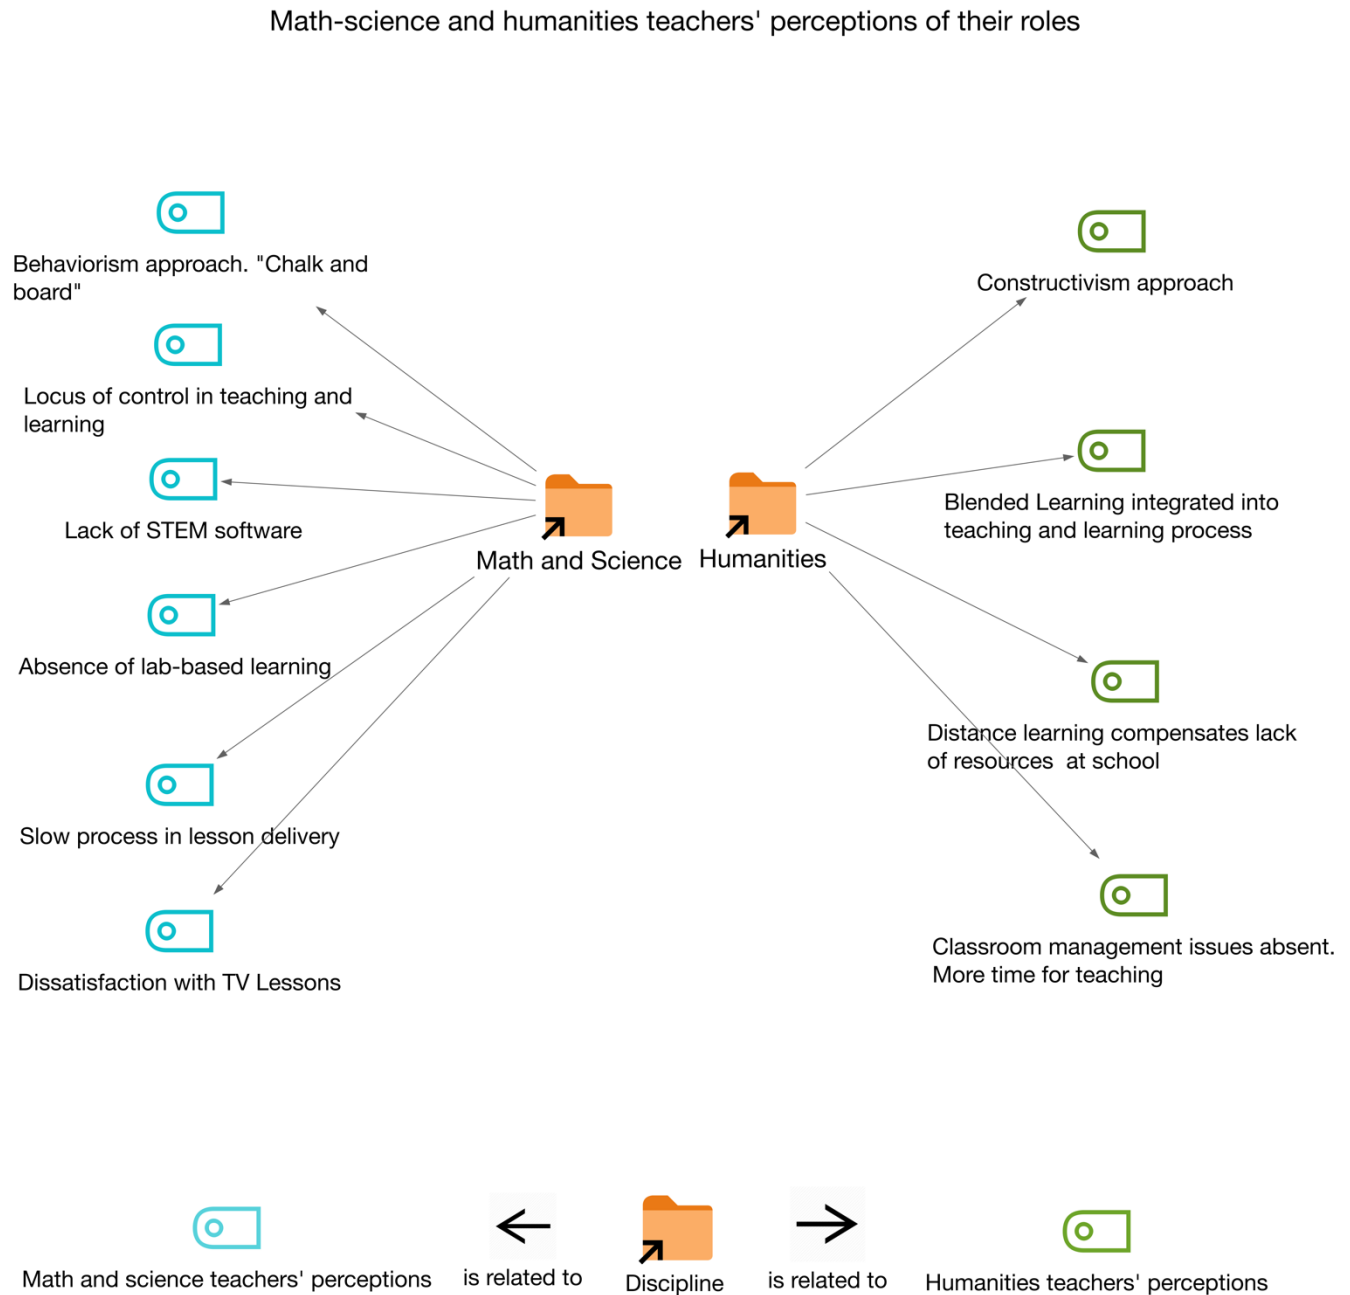 Math-science and humanities teachers' perceptions of their roles
Behaviorism approach. "Chalk and
board"
Locus of control in teaching and
learning
Lack of STEM software
Absence of lab-based learning
Slow process in lesson delivery
Dissatisfaction with TV Lessons
Math and Science
Humanities
Constructivism approach
Blended Learning integrated into
teaching and learning process
Distance learning compensates lack
of resources at school
Classroom management issues absent.
More time for teaching
Math and science teachers' perceptions
is related to
Discipline
is related to
Humanities teachers' perceptions